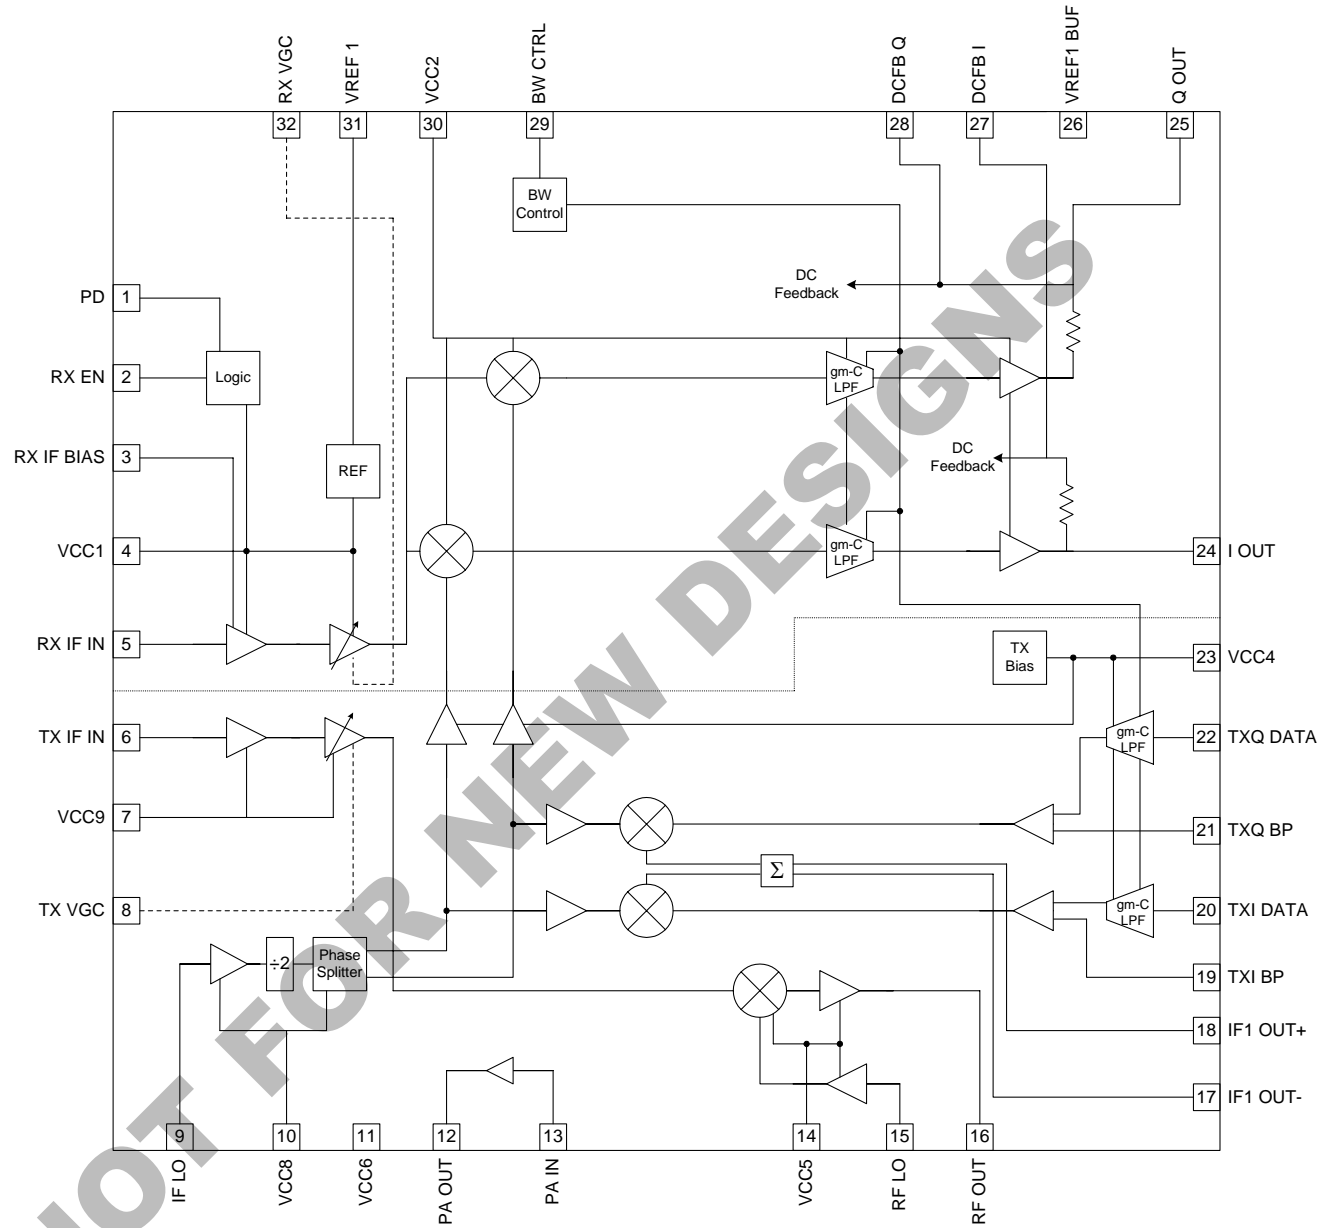 RX VGC
VREF 1
VCC2
BW CTRL
DCFB Q
DCFB I
VREF1 BUF
Q OUT
32
31
30
29
28
27
26
25
BW
Control
DC
Feedback
PD
1
RX EN
2
Logic
gm-C
LPF
RX IF BIAS
3
REF
DC
Feedback
VCC1
4
gm-C
LPF
24
I OUT
RX IF IN
5
TX
Bias
23
VCC4
TX IF IN
6
gm-C
LPF
22
TXQ DATA
VCC9
7
21
TXQ BP
Σ
TX VGC
8
gm-C
LPF
20
TXI DATA
÷2
Phase
Splitter
19
TXI BP
18
IF1 OUT+
17
IF1 OUT-
9
10
11
12
13
14
15
16
IF LO
VCC8
VCC6
PA OUT
PA IN
VCC5
RF LO
RF OUT
NOT FOR NEW DESIGNS